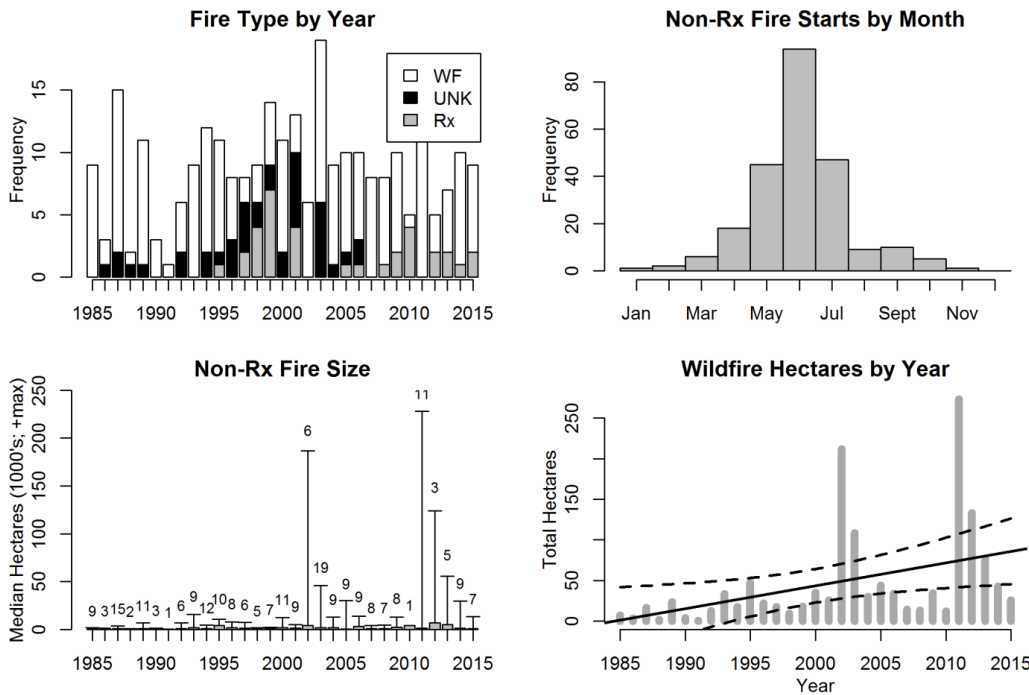 Fire Type by Year
Frequency
0 5 10 15
WF
UNK
Rx
1985 1990 1995 2000 2005 2010 2015
Non-Rx Fire Starts by Month
Frequency
0 20 40 60 80
Jan Mar May Jul Sept Nov
Non-Rx Fire Size
Median Hectares (1000's; +max)
0 50 100 150 200 250
9 3 15 2 11 3 1 6 9 12 10 8 6 5 7 11 9 6 19 9 9 9 8 7 8 1 11 3 5 9 7
1985 1990 1995 2000 2005 2010 2015
Wildfire Hectares by Year
Total Hectares
0 50 150 250
1985 1990 1995 2000 2005 2010 2015
Year